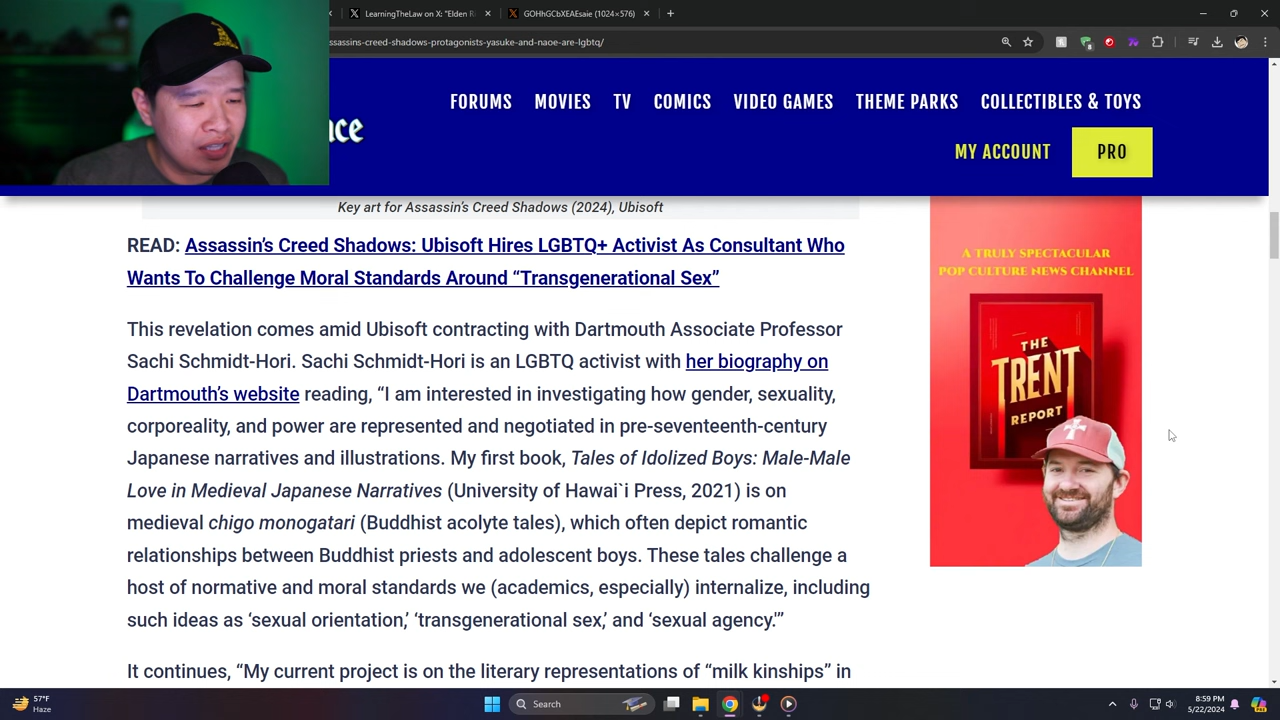 LearningTheLaw on X: "Elden R
GOHhGCbXEAEsaie (1024×576)
ssassins-creed-shadows-protagonists-yasuke-and-naoe-are-lgbtq/
FORUMS MOVIES TV COMICS VIDEO GAMES THEME PARKS COLLECTIBLES & TOYS
MY ACCOUNT PRO
Key art for Assassin's Creed Shadows (2024), Ubisoft
READ: Assassin's Creed Shadows: Ubisoft Hires LGBTQ+ Activist As Consultant Who
Wants To Challenge Moral Standards Around “Transgenerational Sex”
This revelation comes amid Ubisoft contracting with Dartmouth Associate Professor
Sachi Schmidt-Hori. Sachi Schmidt-Hori is an LGBTQ activist with her biography on
Dartmouth's website reading, “I am interested in investigating how gender, sexuality,
corporeality, and power are represented and negotiated in pre-seventeenth-century
Japanese narratives and illustrations. My first book, Tales of Idolized Boys: Male-Male
Love in Medieval Japanese Narratives (University of Hawai`i Press, 2021) is on
medieval chigo monogatari (Buddhist acolyte tales), which often depict romantic
relationships between Buddhist priests and adolescent boys. These tales challenge a
host of normative and moral standards we (academics, especially) internalize, including
such ideas as ‘sexual orientation,’ ‘transgenerational sex,’ and ‘sexual agency.’”
It continues, “My current project is on the literary representations of “milk kinships” in
A TRULY SPECTACULAR
POP CULTURE NEWS CHANNEL
THE
TRENT
REPORT
57°F
Haze
Search
8:59 PM
5/22/2024